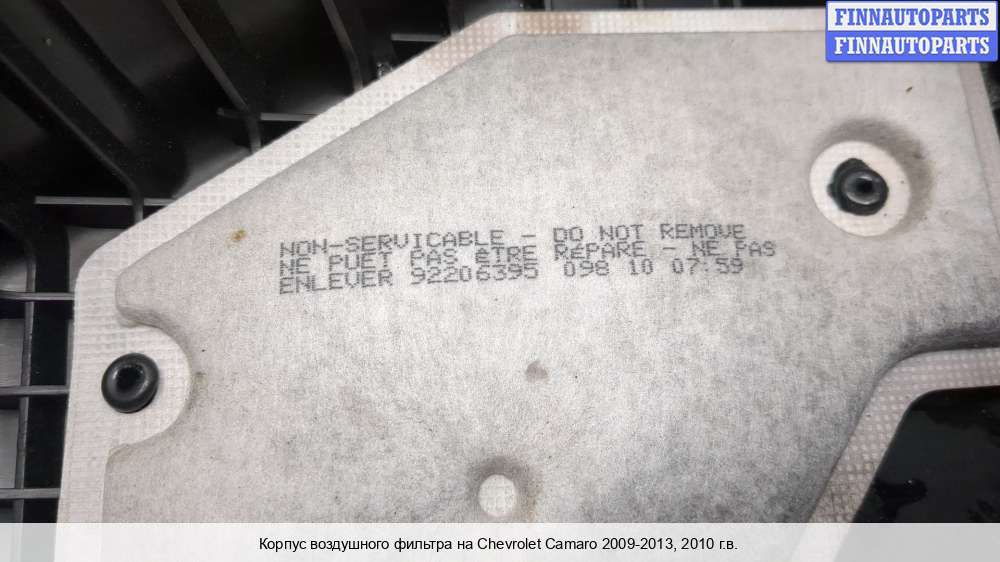 FINNAUTOPARTS
FINNAUTOPARTS
NON-SERVICABLE - DO NOT REMOVE
NE PUET PAS êTRE RéPARE - NE PAS
ENLEVER 92206395 098 10 07:59
Корпус воздушного фильтра на Chevrolet Camaro 2009-2013, 2010 г.в.